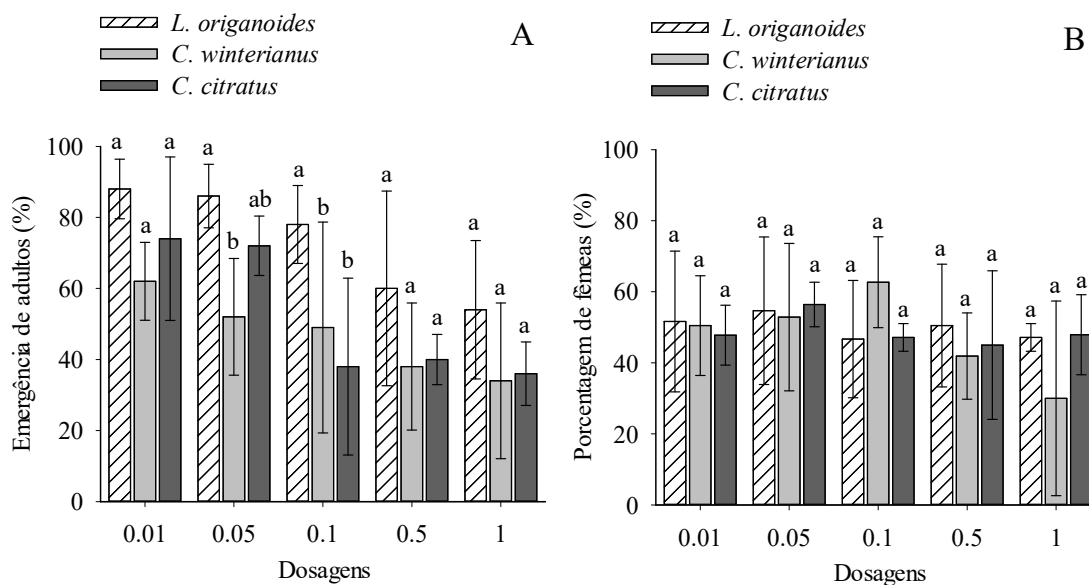 L. origanoides
C. winterianus
C. citratus
A
Emergência de adultos (%)
100
80
60
40
20
0
a a a
a b ab
a b b
a a a
a a a
0.01 0.05 0.1 0.5 1
Dosagens
L. origanoides
C. winterianus
C. citratus
B
Porcentagem de fêmeas (%)
100
80
60
40
20
0
a a a
a a a
a a a
a a a
a a a
0.01 0.05 0.1 0.5 1
Dosagens